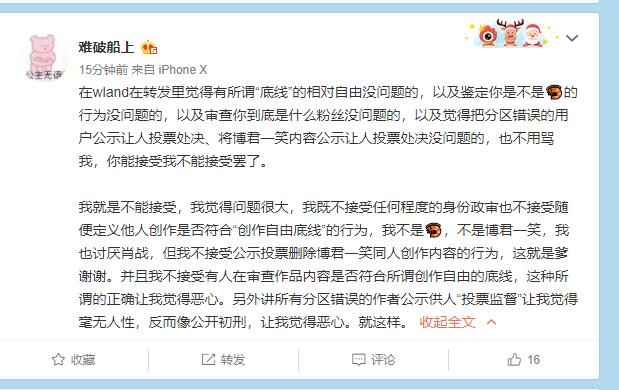 难破船上
15分钟前 来自 iPhone X
公主无语
在wland在转发里觉得有所谓“底线”的相对自由没问题的，以及鉴定你是不是的
行为没问题的，以及审查你到底是什么粉丝没问题的，以及觉得把分区错误的用
户公示让人投票处决、将博君一笑内容公示让人投票处决没问题的，也不用骂
我，你能接受我不能接受罢了。
我就是不能接受，我觉得问题很大，我既不接受任何程度的身份政审也不接受随
便定义他人创作是否符合“创作自由底线”的行为，我不是，不是博君一笑，我
也讨厌肖战，但我不接受公示投票删除博君一笑同人创作内容的行为，这就是爹
谢谢。并且我不接受有人在审查作品内容是否符合所谓创作自由的底线，这种所
谓的正确让我觉得恶心。另外讲所有分区错误的作者公示供人“投票监督”让我觉得
毫无人性，反而像公开初刑，让我觉得恶心。就这样。 收起全文
收藏
转发
评论
16